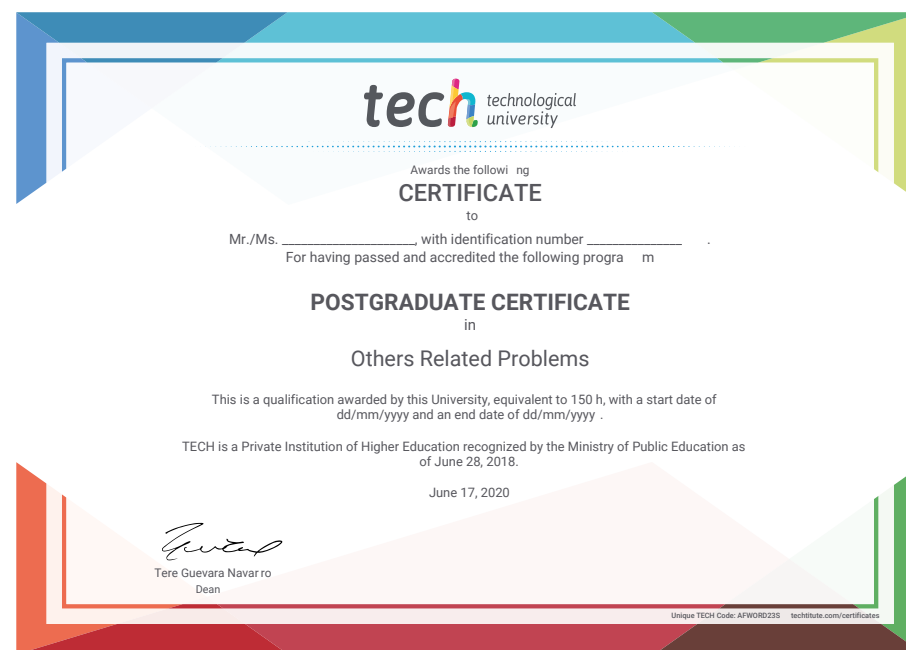 tech technological
university
Awards the followi ng
CERTIFICATE
to
Mr./Ms. ____________________, with identification number ______________ .
For having passed and accredited the following progra m
POSTGRADUATE CERTIFICATE
in
Others Related Problems
This is a qualification awarded by this University, equivalent to 150 h, with a start date of
dd/mm/yyyy and an end date of dd/mm/yyyy .
TECH is a Private Institution of Higher Education recognized by the Ministry of Public Education as
of June 28, 2018.
June 17, 2020
Tere Guevara Navar ro
Dean
Unique TECH Code: AFWORD23S techtitute.com/certificates